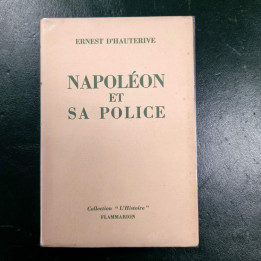 ERNEST D'HAUTERIVE
NAPOLÉON
ET
SA POLICE
Collection "L'Histoire"
FLAMMARION